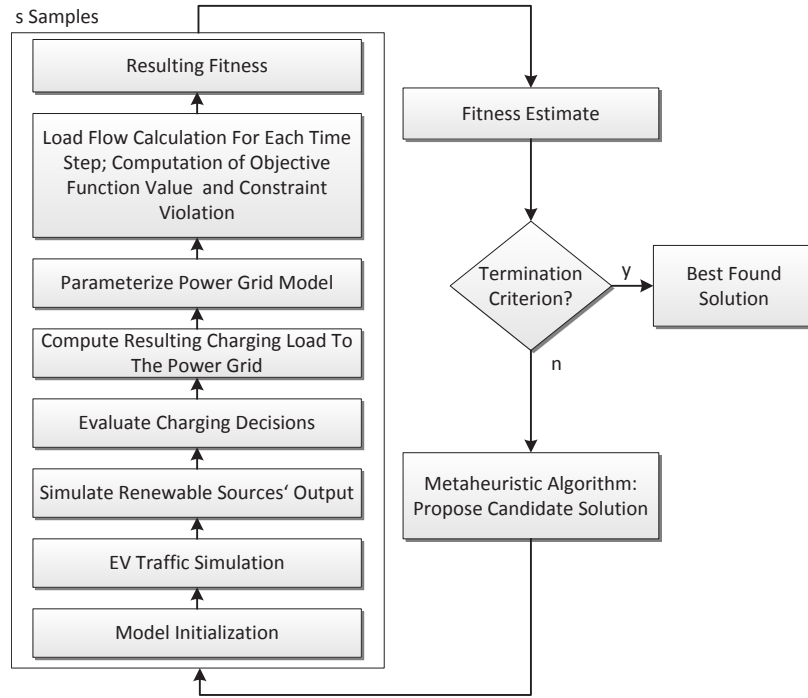 s Samples
Resulting Fitness
Load Flow Calculation For Each Time
Step; Computation of Objective
Function Value and Constraint
Violation
Parameterize Power Grid Model
Compute Resulting Charging Load To
The Power Grid
Evaluate Charging Decisions
Simulate Renewable Sources‘ Output
EV Traffic Simulation
Model Initialization
Fitness Estimate
Termination
Criterion?
y
n
Best Found
Solution
Metaheuristic Algorithm:
Propose Candidate Solution